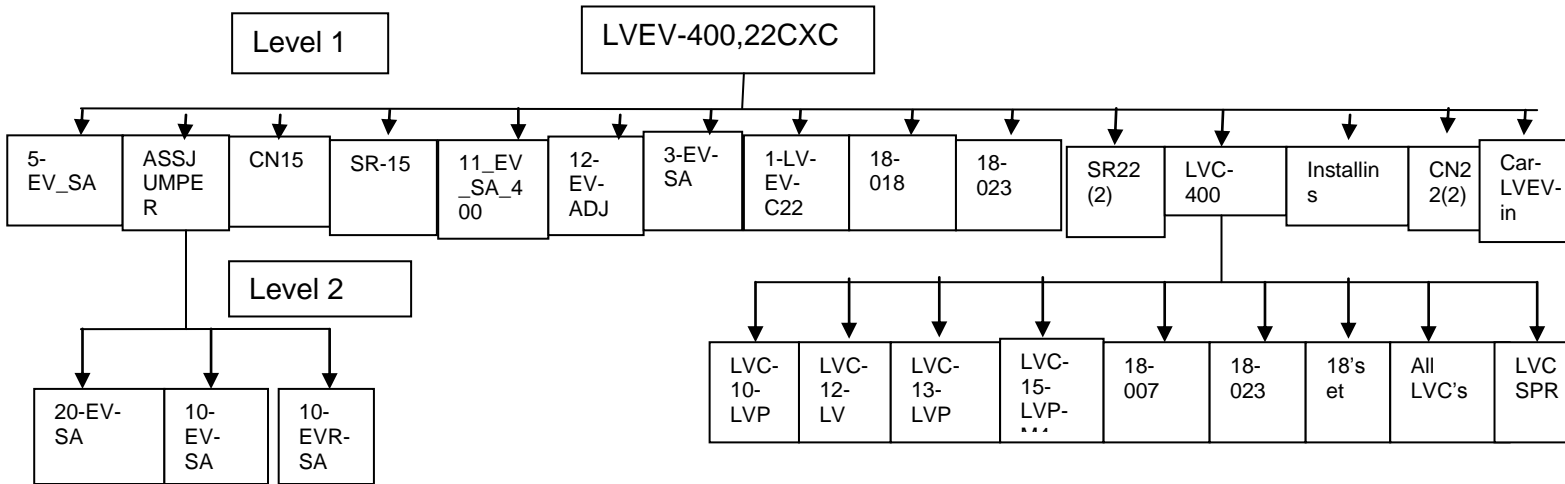 Level 1
LVEV-400,22CXC
5-
EV_SA
ASSJ
UMPE
R
CN15
SR-15
11_EV
_SA_4
00
12-
EV-
ADJ
3-EV-
SA
1-LV-
EV-
C22
18-
018
18-
023
SR22
(2)
LVC-
400
Installin
s
CN2
2(2)
Car-
LVEV-
in
Level 2
20-EV-
SA
10-
EV-
SA
10-
EVR-
SA
LVC-
10-
LVP
LVC-
12-
LV
LVC-
13-
LVP
LVC-
15-
LVP-
18-
007
18-
023
18's
et
All
LVC's
LVC
SPR